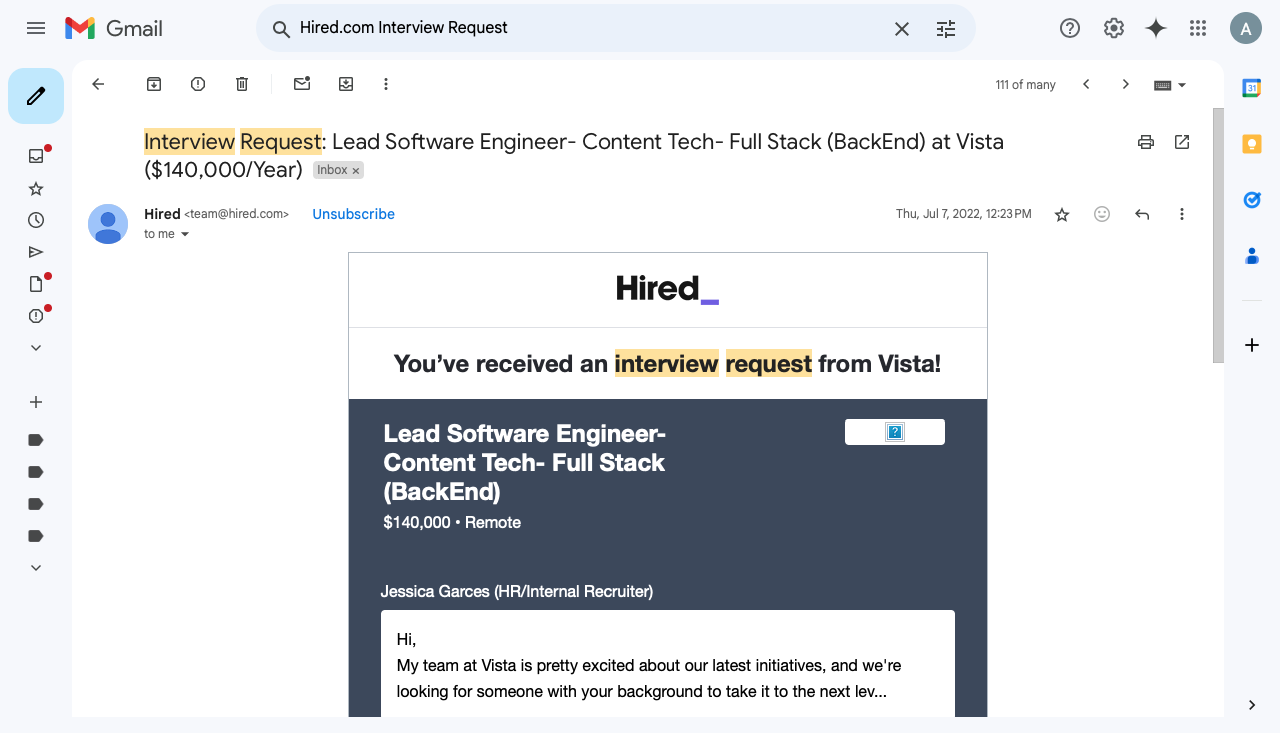 Gmail
Hired.com Interview Request
A
111 of many
Interview Request: Lead Software Engineer- Content Tech- Full Stack (BackEnd) at Vista
($140,000/Year)
Inbox ×
Hired <team@hired.com>
Unsubscribe
Thu, Jul 7, 2022, 12:23 PM
to me
31
Hired_
You’ve received an interview request from Vista!
Lead Software Engineer-
Content Tech- Full Stack
(BackEnd)
?
$140,000 • Remote
Jessica Garces (HR/Internal Recruiter)
Hi,
My team at Vista is pretty excited about our latest initiatives, and we're
looking for someone with your background to take it to the next lev...